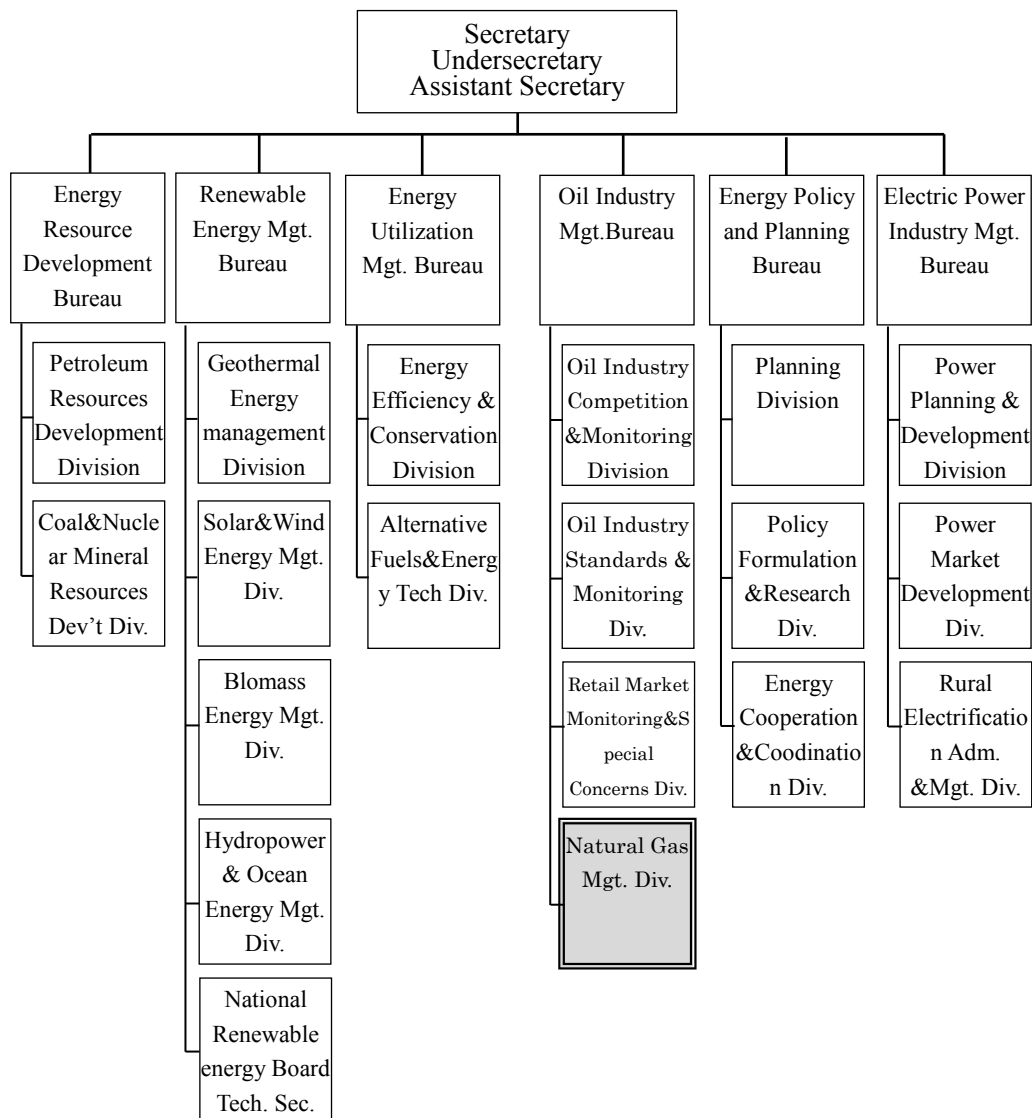 Secretary
Undersecretary
Assistant Secretary
Energy
Resource
Development
Bureau
Renewable
Energy Mgt.
Bureau
Energy
Utilization
Mgt. Bureau
Oil Industry
Mgt.Bureau
Energy Policy
and Planning
Bureau
Electric Power
Industry Mgt.
Bureau
Petroleum
Resources
Development
Division
Geothermal
Energy
management
Division
Energy
Efficiency &
Conservation
Division
Oil Industry
Competition
&Monitoring
Division
Planning
Division
Power
Planning &
Development
Division
Coal&Nucle
ar Mineral
Resources
Dev't Div.
Solar&Wind
Energy Mgt.
Div.
Alternative
Fuels&Energ
y Tech Div.
Oil Industry
Standards &
Monitoring
Div.
Policy
Formulation
&Research
Div.
Power
Market
Development
Div.
Blomass
Energy Mgt.
Div.
Retail Market
Monitoring&S
pecial
Concerns Div.
Energy
Cooperation
&Coodinatio
n Div.
Rural
Electrificatio
n Adm.
&Mgt. Div.
Hydropower
& Ocean
Energy Mgt.
Div.
Natural Gas
Mgt. Div.
National
Renewable
energy Board
Tech. Sec.